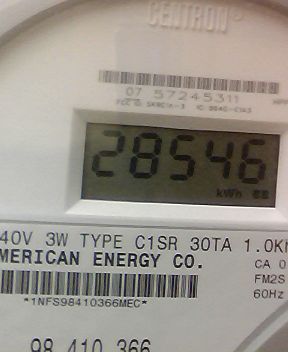 CENTRON®
07 57245311
28546
kWh
40V 3W TYPE C1SR 30TA 1.0K
MERICAN ENERGY CO.
CA 0
FM2S
60Hz
*1NFS98410366MEC*
98 410 366